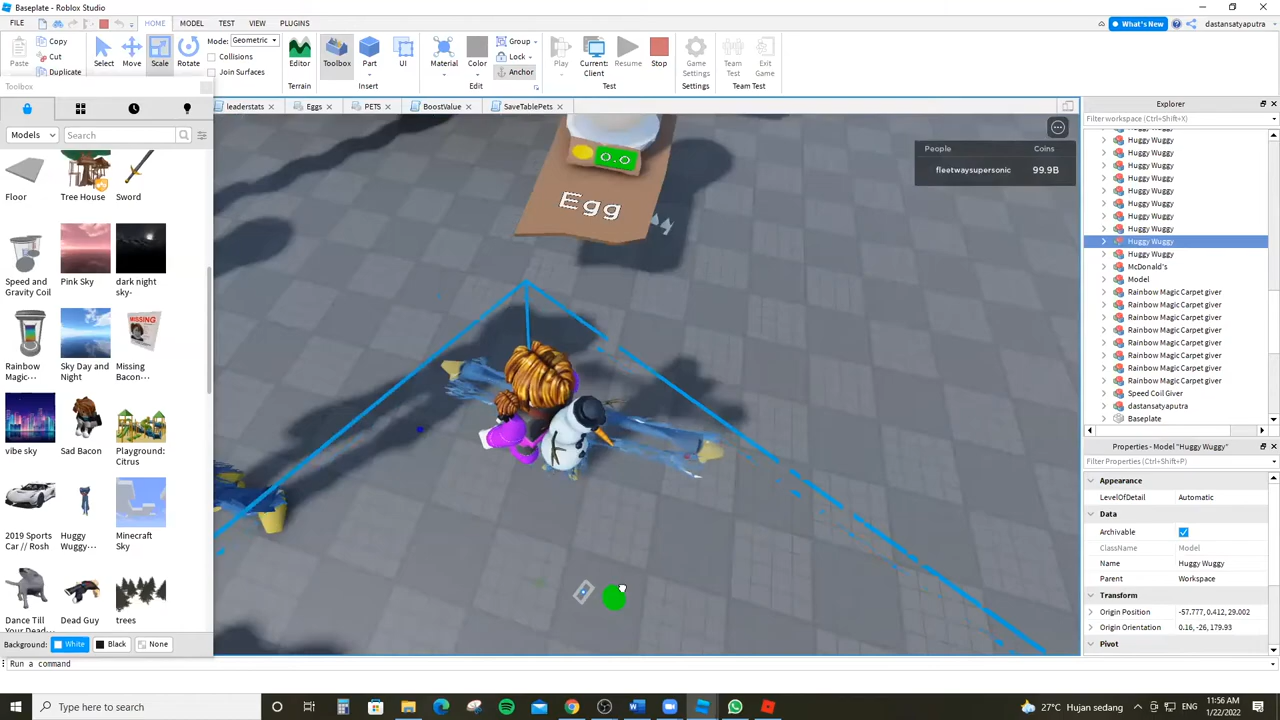 Baseplate - Roblox Studio
FILE HOME MODEL TEST VIEW PLUGINS
What's New dastansatyaputra
Paste Copy Cut Duplicate
Select Move Scale Rotate
Mode: Geometric
Collisions
Join Surfaces
Editor Toolbox Part UI
Material Color Group Lock Anchor
Play Current Client Resume Stop
Game Settings Team Test Exit Game
Terrain Insert Edit Test Settings Team Test
Toolbox
leaderstats Eggs PETS BoostValue SaveTablePets
Models Search
Floor Tree House Sword
Speed and Gravity Coil Pink Sky dark night sky-
Rainbow Magic... Sky Day and Night Missing Bacon...
MISSING
vibe sky Sad Bacon Playground: Citrus
2019 Sports Car // Rosh Huggy Wuggy... Minecraft Sky
Dance Till Your Dead Dead Guy trees
Background: White Black None
0.0
Egg
People Coins
fleetwaysupersonic 99.9B
Explorer
Filter workspace (Ctrl+Shift+X)
Huggy Wuggy
Huggy Wuggy
Huggy Wuggy
Huggy Wuggy
Huggy Wuggy
Huggy Wuggy
Huggy Wuggy
Huggy Wuggy
Huggy Wuggy
Huggy Wuggy
Huggy Wuggy
McDonald's
Model
Rainbow Magic Carpet giver
Rainbow Magic Carpet giver
Rainbow Magic Carpet giver
Rainbow Magic Carpet giver
Rainbow Magic Carpet giver
Rainbow Magic Carpet giver
Rainbow Magic Carpet giver
Rainbow Magic Carpet giver
Speed Coil Giver
dastansatyaputra
Baseplate
Properties - Model "Huggy Wuggy"
Filter Properties (Ctrl+Shift+P)
Appearance
LevelOfDetail Automatic
Data
Archivable
ClassName Model
Name Huggy Wuggy
Parent Workspace
Transform
Origin Position -57.777, 0.412, 29.002
Origin Orientation 0.16, -26, 179.93
Pivot
Run a command
Type here to search
27°C Hujan sedang ENG 11:56 AM
1/22/2022